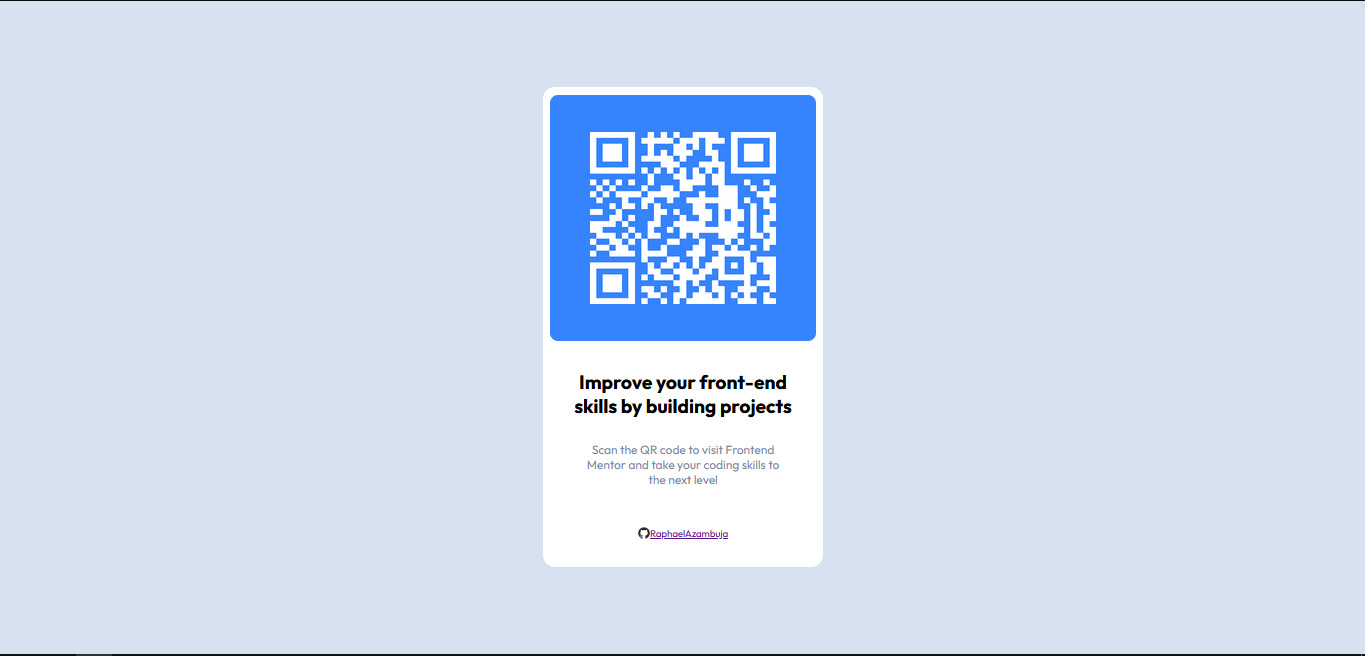 Improve your front-end
skills by building projects
Scan the QR code to visit Frontend
Mentor and take your coding skills to
the next level
RaphaelAzambuja